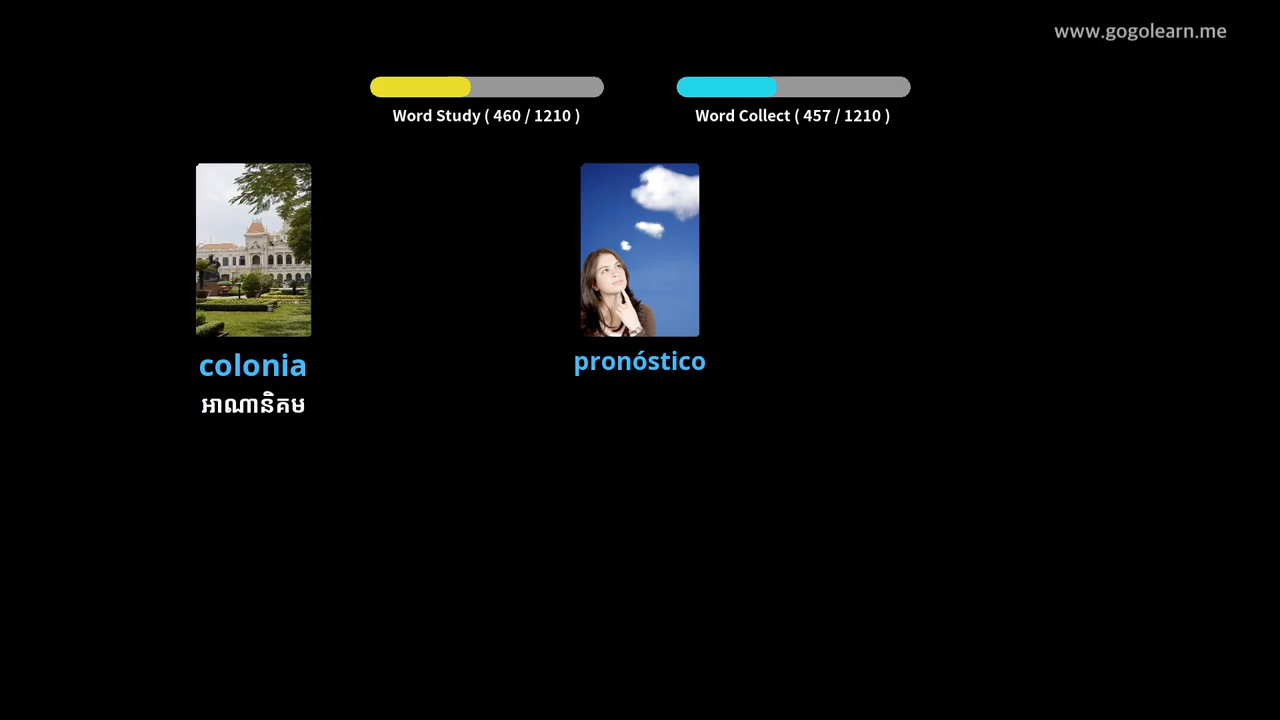 www.gogolearn.me
Word Study ( 460 / 1210 )
Word Collect ( 457 / 1210 )
colonia
អាណានិគម
pronóstico